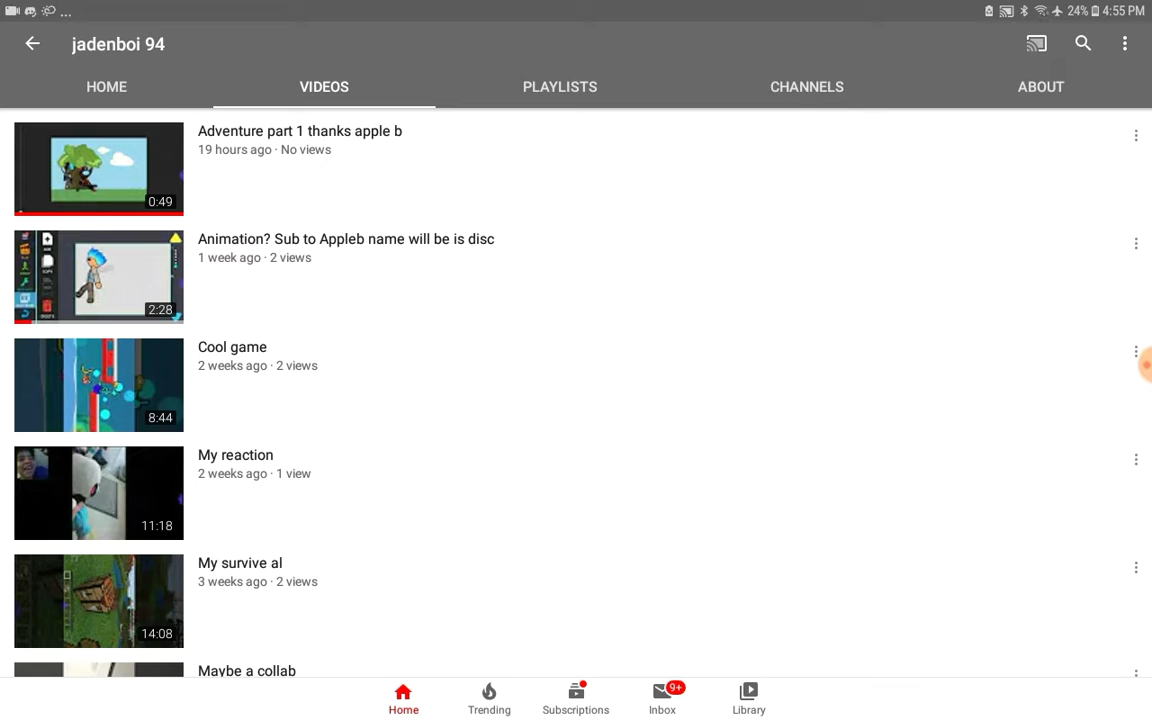 24% 4:55 PM
jadenboi 94
HOME VIDEOS PLAYLISTS CHANNELS ABOUT
Adventure part 1 thanks apple b
19 hours ago · No views
0:49
Animation? Sub to Appleb name will be is disc
1 week ago · 2 views
2:28
Cool game
2 weeks ago · 2 views
8:44
My reaction
2 weeks ago · 1 view
11:18
My survive al
3 weeks ago · 2 views
14:08
Maybe a collab
9+
Home Trending Subscriptions Inbox Library